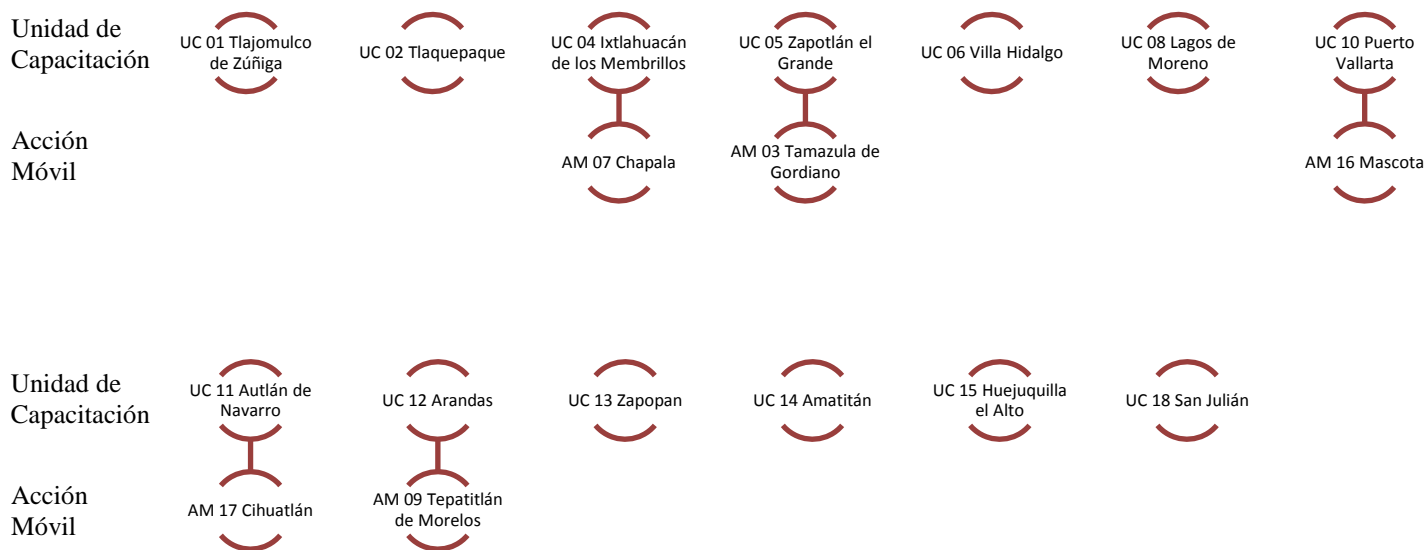 Unidad de
Capacitación
UC 01 Tlajomulco
de Zúñiga
UC 02 Tlaquepaque
UC 04 Ixtlahuacán
de los Membrillos
UC 05 Zapotlán el
Grande
UC 06 Villa Hidalgo
UC 08 Lagos de
Moreno
UC 10 Puerto
Vallarta
Acción
Móvil
AM 07 Chapala
AM 03 Tamazula de
Gordiano
AM 16 Mascota
Unidad de
Capacitación
UC 11 Autlán de
Navarro
UC 12 Arandas
UC 13 Zapopan
UC 14 Amatitán
UC 15 Huejuquilla
el Alto
UC 18 San Julián
Acción
Móvil
AM 17 Cihuatlán
AM 09 Tepatitlán
de Morelos